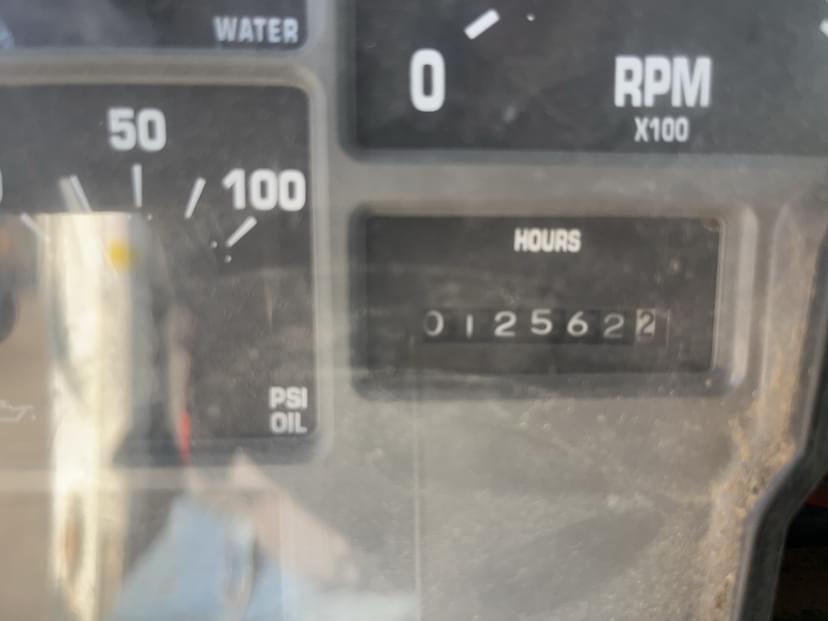 WATER
0
RPM
X100
50
100
PSI
OIL
HOURS
0125622